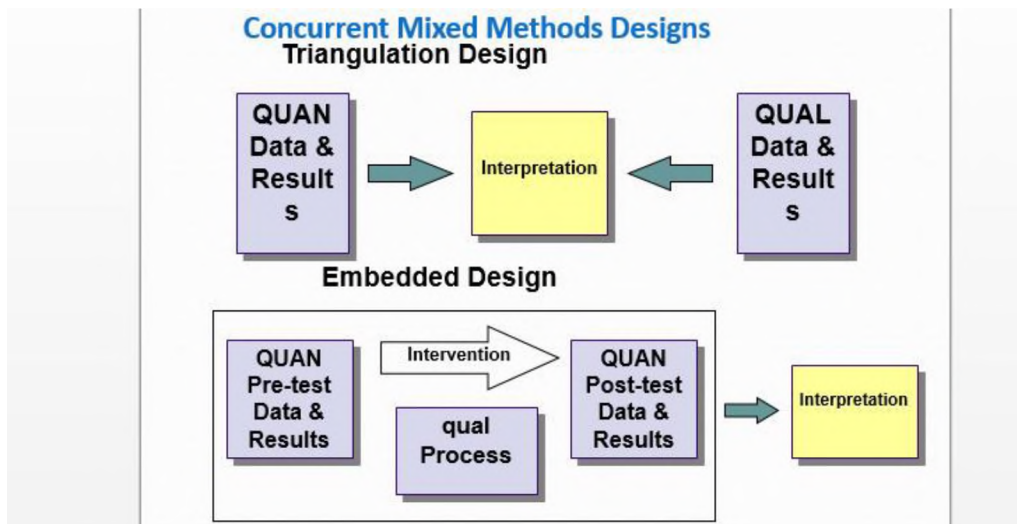 Concurrent Mixed Methods Designs
Triangulation Design
QUAN
Data &
Result
s
Interpretation
QUAL
Data &
Result
s
Embedded Design
QUAN
Pre-test
Data &
Results
Intervention
qual
Process
QUAN
Post-test
Data &
Results
Interpretation